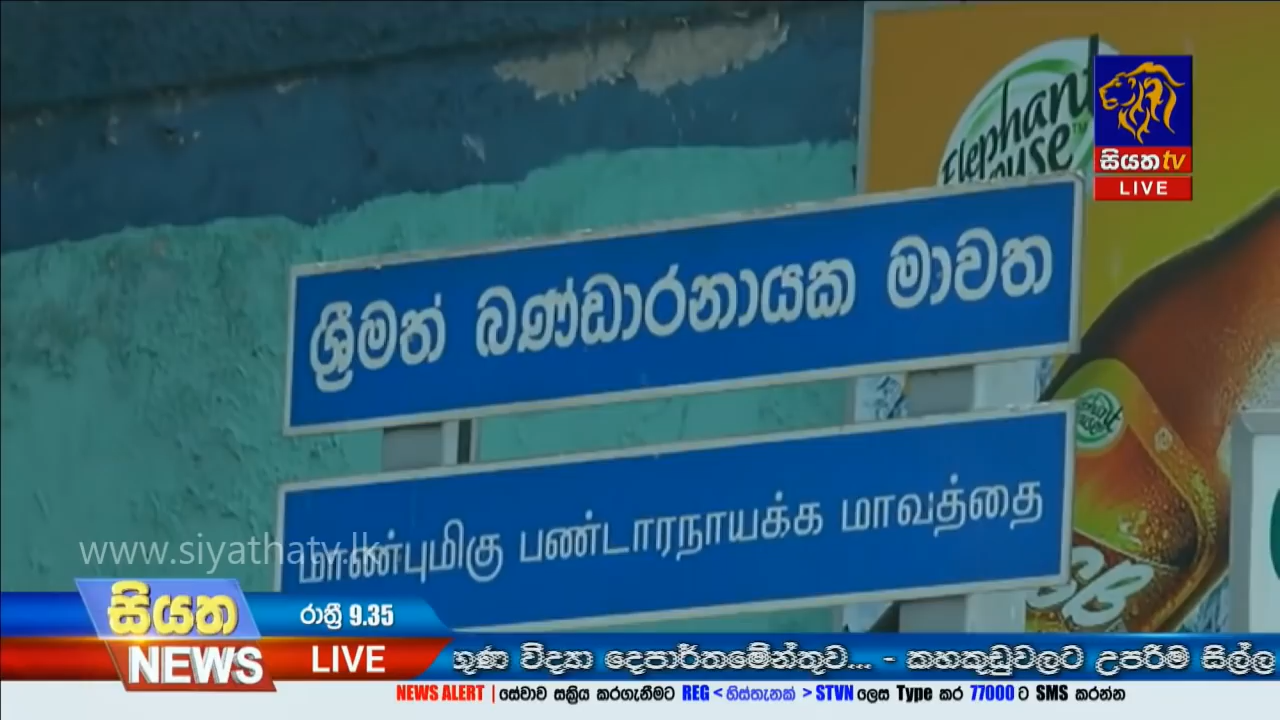 Elephant
House
සියත tv
LIVE
ශ්‍රීමත් බණ්ඩාරනායක මාවත
மாண்புமிகு பண்டாரநாயக்க மாவத்தை
www.siyathatv.lk
සියත
NEWS
රාත්‍රී 9.35
LIVE
භූණ විද්‍යා දෙපාර්තමේන්තුව... - කහකුඩුවලට උපරිම සිල්ල
NEWS ALERT | සේවාව සක්‍රිය කරගැනීමට REG < හිස්තැනක් > STVN ලෙස Type කර 77000 ට SMS කරන්න